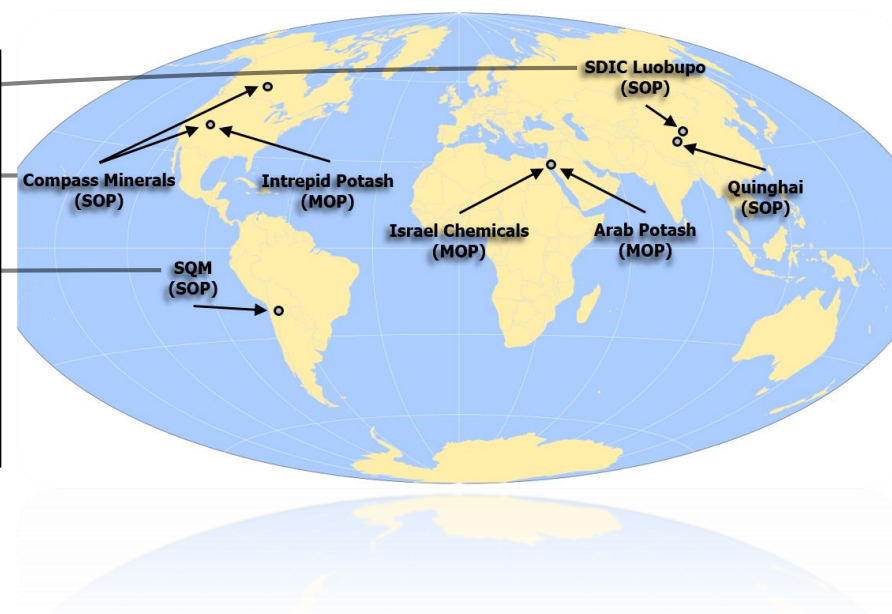 SDIC Luobupo
(SOP)
Compass Minerals
(SOP)
Intrepid Potash
(MOP)
Quinghai
(SOP)
Israel Chemicals
(MOP)
Arab Potash
(MOP)
SQM
(SOP)